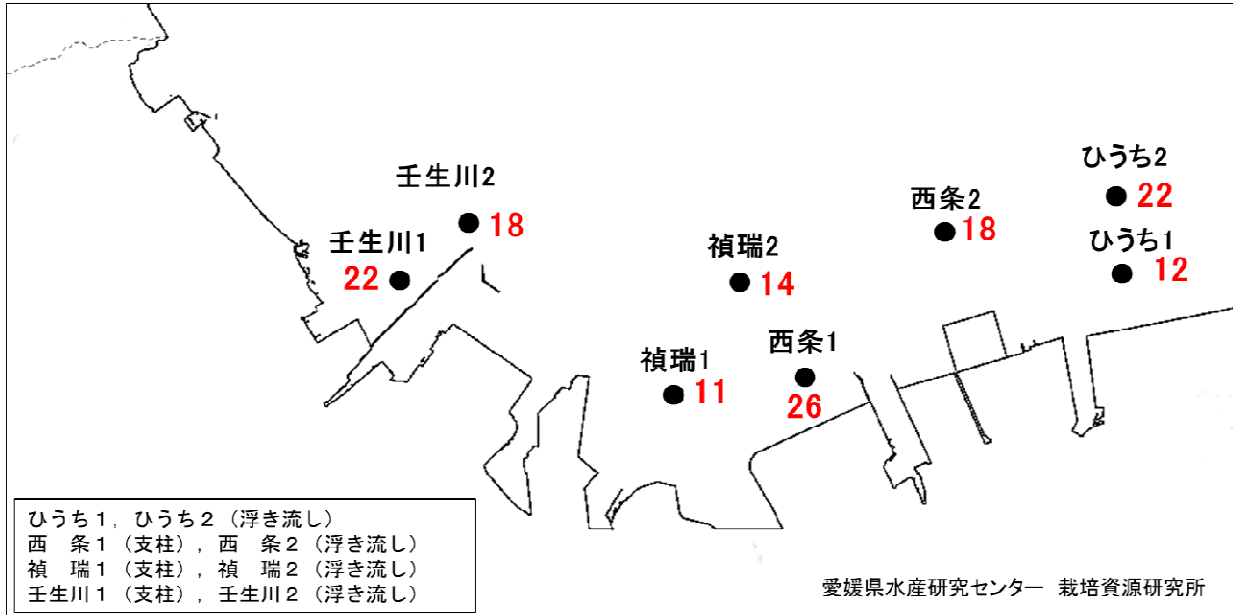 ひうち2
22
壬生川2
18
西条2
18
ひうち1
12
壬生川1
22
禎瑞2
14
西条1
26
禎瑞1
11
ひうち1，ひうち2（浮き流し）
西　条1（支柱），西　条2（浮き流し）
禎　瑞1（支柱），禎　瑞2（浮き流し）
壬生川1（支柱），壬生川2（浮き流し）
愛媛県水産研究センター　栽培資源研究所